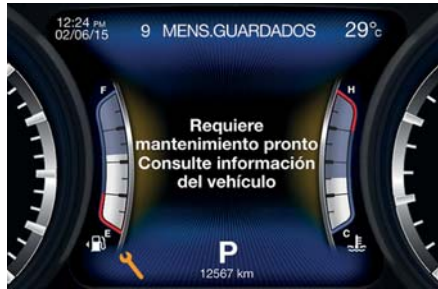 12:24 PM
02/06/15
9 MENS.GUARDADOS
29°c
F
H
Requiere
mantenimiento pronto
Consulte información
del vehículo
E
C
P
12567 km